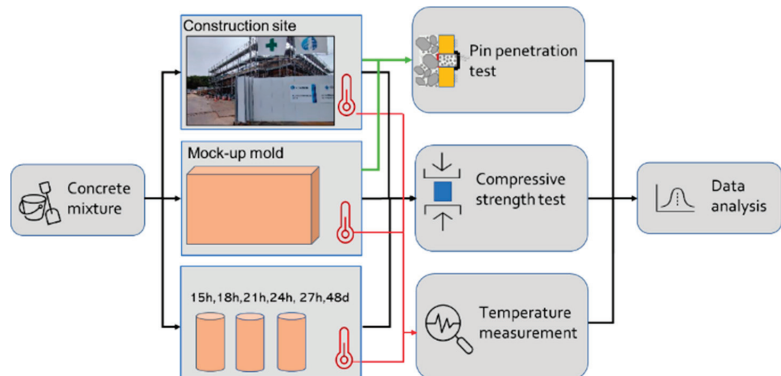 Construction site
Pin penetration
test
Mock-up mold
Concrete
mixture
Compressive
strength test
Data
analysis
15h,18h,21h,24h, 27h,48d
Temperature
measurement